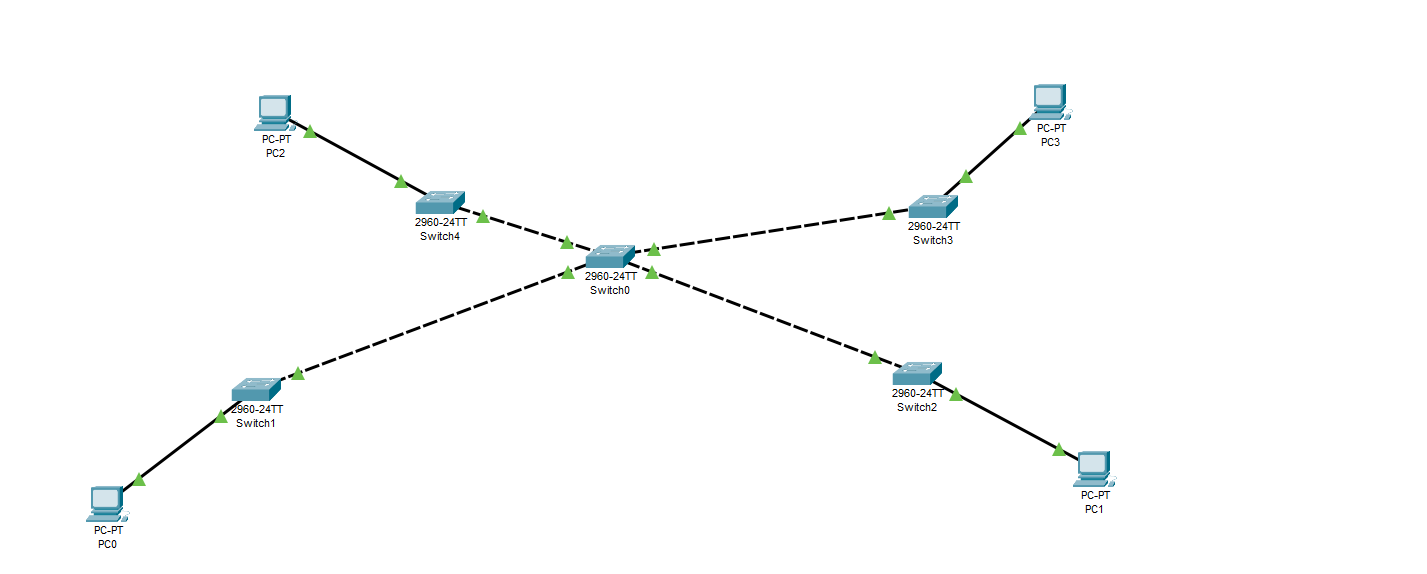 PC-PT
PC2
PC-PT
PC3
2960-24TT
Switch4
2960-24TT
Switch3
2960-24TT
Switch0
2960-24TT
Switch1
2960-24TT
Switch2
PC-PT
PC1
PC-PT
PC0